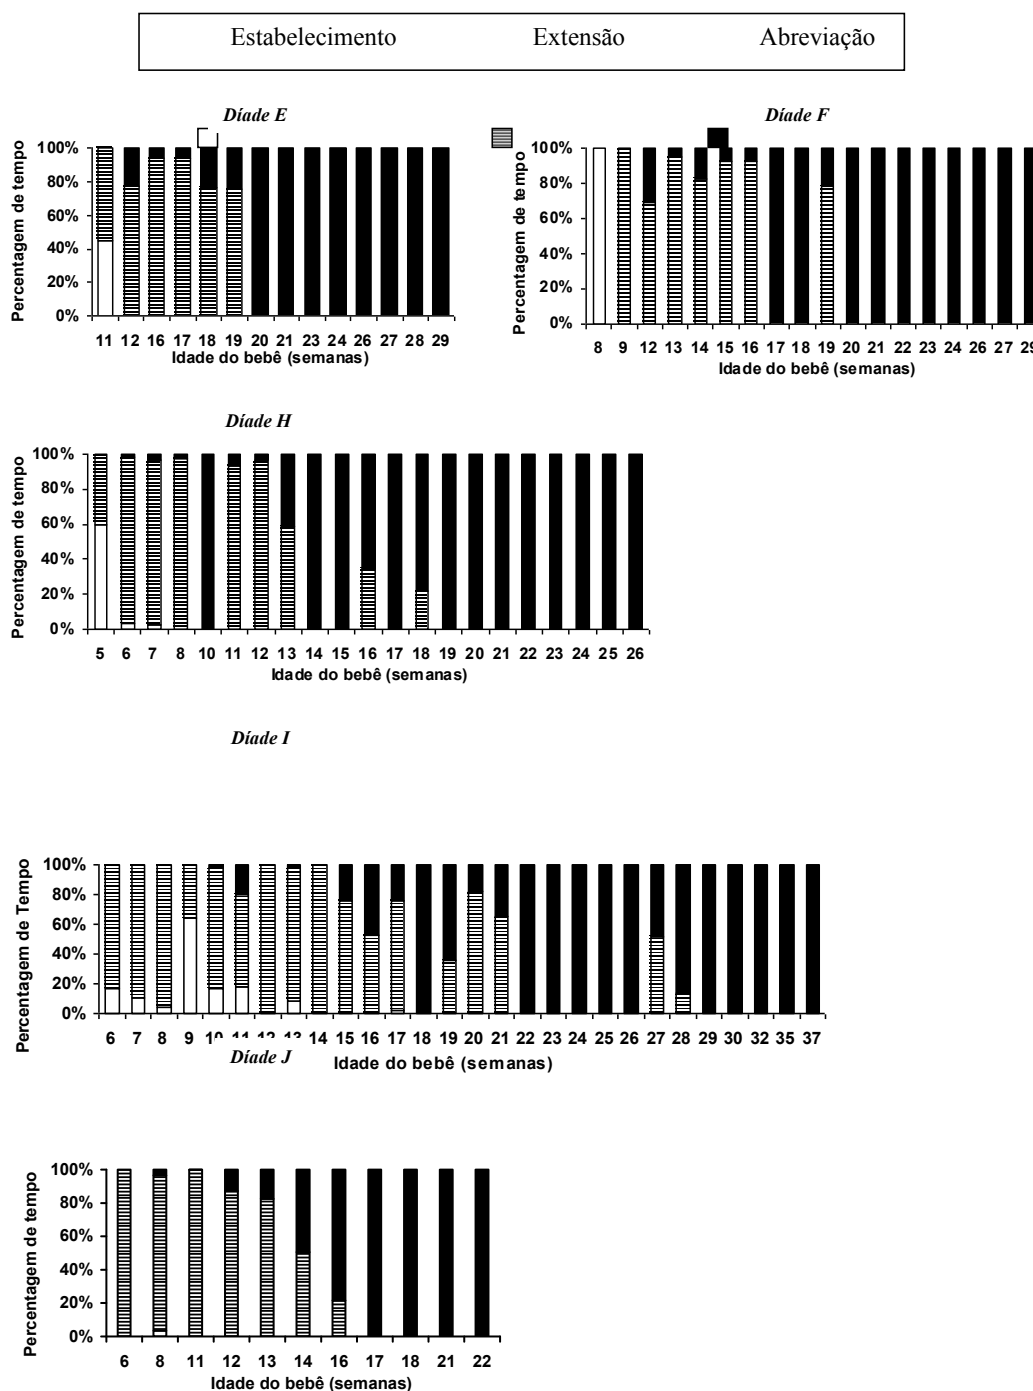 Estabelecimento Extensão Abreviação
Díade E
Percentagem de tempo
100%
80%
60%
40%
20%
0%
11 12 16 17 18 19 20 21 23 24 26 27 28 29
Idade do bebê (semanas)
Díade F
Percentagem de tempo
100%
80%
60%
40%
20%
0%
8 9 12 13 14 15 16 17 18 19 20 21 22 23 24 26 27 29
Idade do bebê (semanas)
Díade H
Percentagem de tempo
100%
80%
60%
40%
20%
0%
5 6 7 8 10 11 12 13 14 15 16 17 18 19 20 21 22 23 24 25 26
Idade do bebê (semanas)
Díade I
Percentagem de Tempo
100%
80%
60%
40%
20%
0%
6 7 8 9 10 11 12 13 14 15 16 17 18 19 20 21 22 23 24 25 26 27 28 29 30 32 35 37
Idade do bebê (semanas)
Díade J
Percentagem de tempo
100%
80%
60%
40%
20%
0%
6 8 11 12 13 14 16 17 18 21 22
Idade do bebê (semanas)